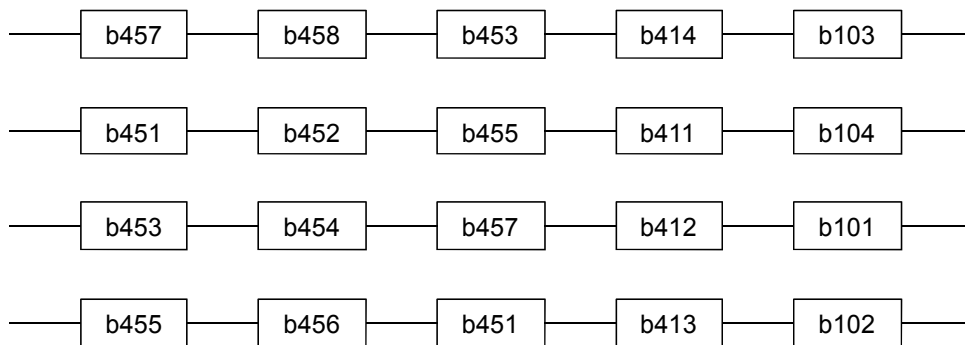 b457 b458 b453 b414 b103
b451 b452 b455 b411 b104
b453 b454 b457 b412 b101
b455 b456 b451 b413 b102